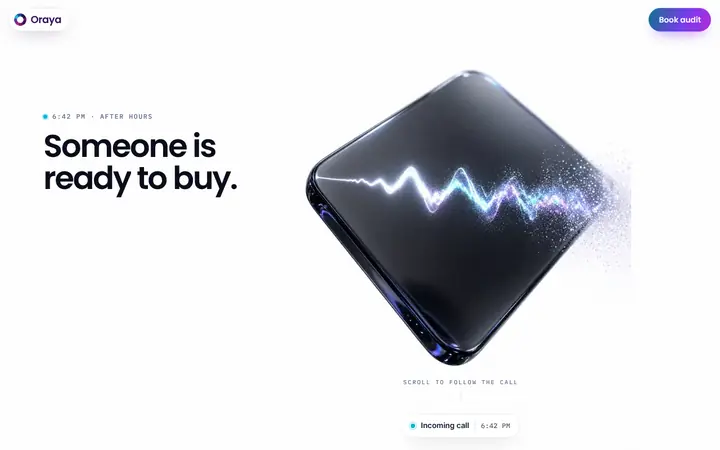 Oraya
Book audit
6:42 PM · AFTER HOURS
Someone is
ready to buy.
SCROLL TO FOLLOW THE CALL
Incoming call 6:42 PM